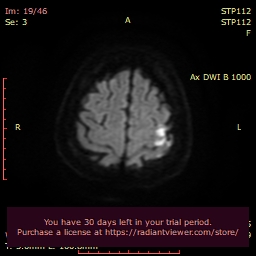 Im: 19/46
Se: 3
A
STP112
STP112
F
Ax DWI B 1000
R
L
You have 30 days left in your trial period.
Purchase a license at https://radiantviewer.com/store/